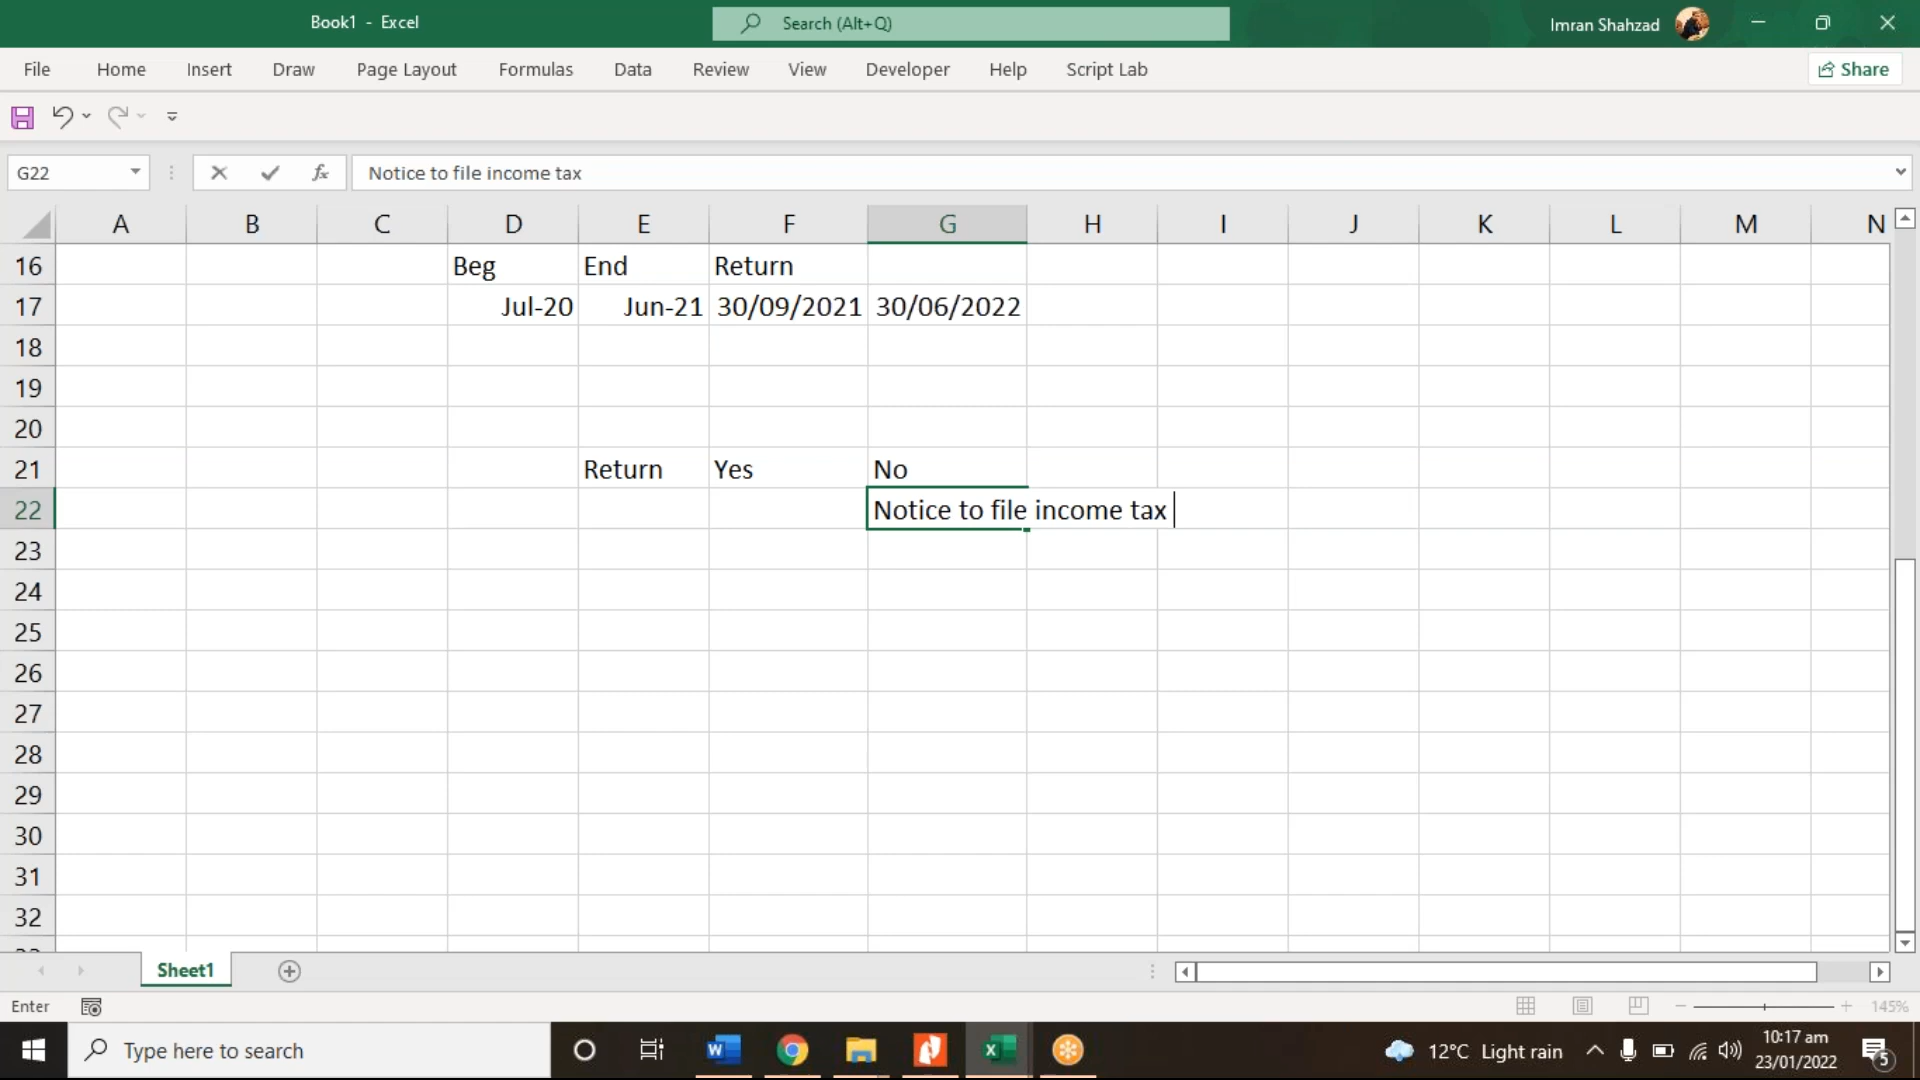 Book1 - Excel
Search (Alt+Q)
Imran Shahzad
File Home Insert Draw Page Layout Formulas Data Review View Developer Help Script Lab Share
G22 fx Notice to file income tax
A B C D E F G H I J K L M N
16 Beg End Return
17 Jul-20 Jun-21 30/09/2021 30/06/2022
18
19
20
21 Return Yes No
22 Notice to file income tax
23
24
25
26
27
28
29
30
31
32
Sheet1
Enter 145%
Type here to search 12°C Light rain 10:17 am
23/01/2022 5